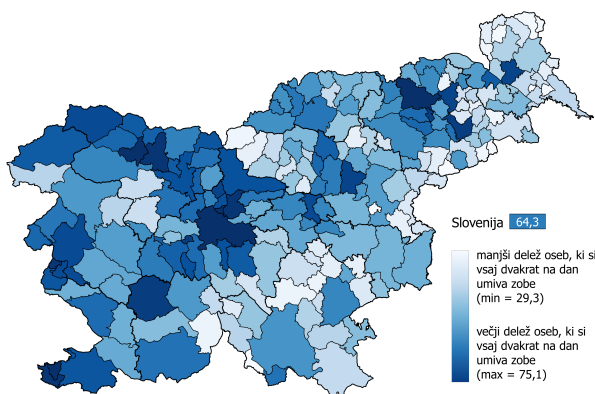 Slovenija 64,3
manjši delež oseb, ki si
vsaj dvakrat na dan
umiva zobe
(min = 29,3)
večji delež oseb, ki si
vsaj dvakrat na dan
umiva zobe
(max = 75,1)